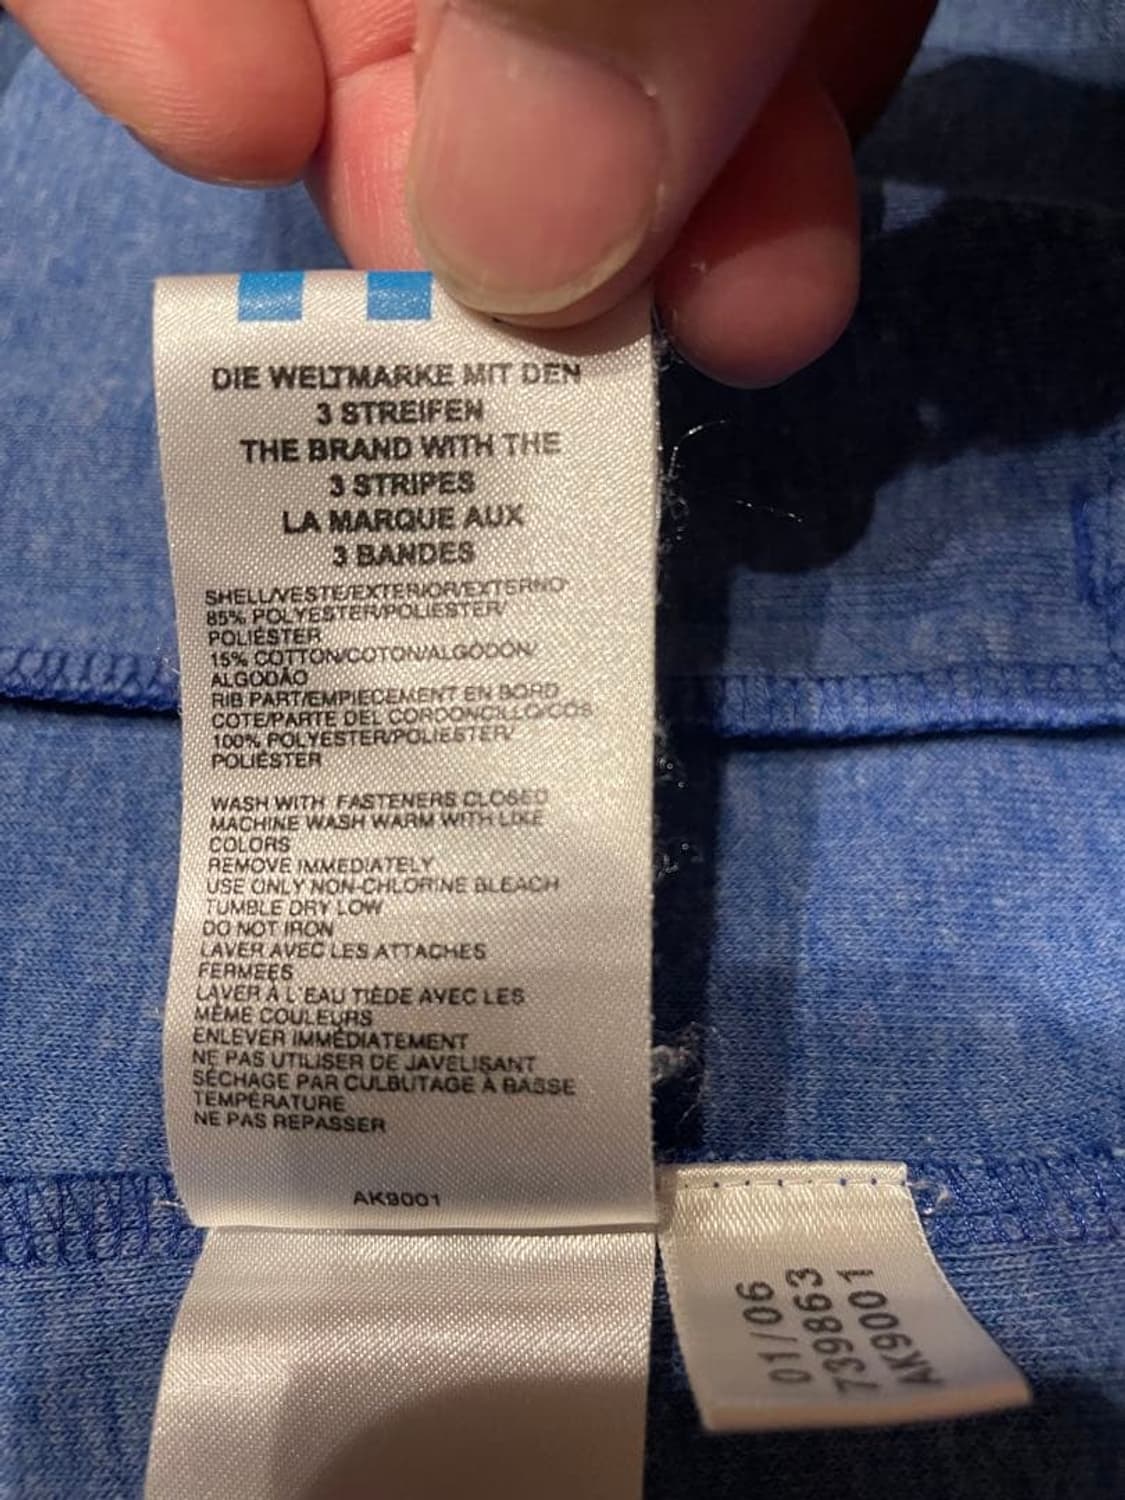 DIE WELTMARKE MIT DEN
3 STREIFEN
THE BRAND WITH THE
3 STRIPES
LA MARQUE AUX
3 BANDES
SHELL/VESTE/EXTERIOR/EXTERNO
85% POLYESTER/POLIESTER/
POLIÉSTER
15% COTTON/COTON/ALGODÓN/
ALGODÃO
RIB PART/EMPIECEMENT EN BORD
COTE/PARTE DEL CORDONCILLO/COS
100% POLYESTER/POLIESTER/
POLIÉSTER
WASH WITH FASTENERS CLOSED
MACHINE WASH WARM WITH LIKE
COLORS
REMOVE IMMEDIATELY
USE ONLY NON-CHLORINE BLEACH
TUMBLE DRY LOW
DO NOT IRON
LAVER AVEC LES ATTACHES
FERMEES
LAVER À L'EAU TIÈDE AVEC LES
MÊME COULEURS
ENLEVER IMMÉDIATEMENT
NE PAS UTILISER DE JAVELISANT
SÉCHAGE PAR CULBUTAGE À BASSE
TEMPÉRATURE
NE PAS REPASSER
AK9001
01/06
739863
AK9001